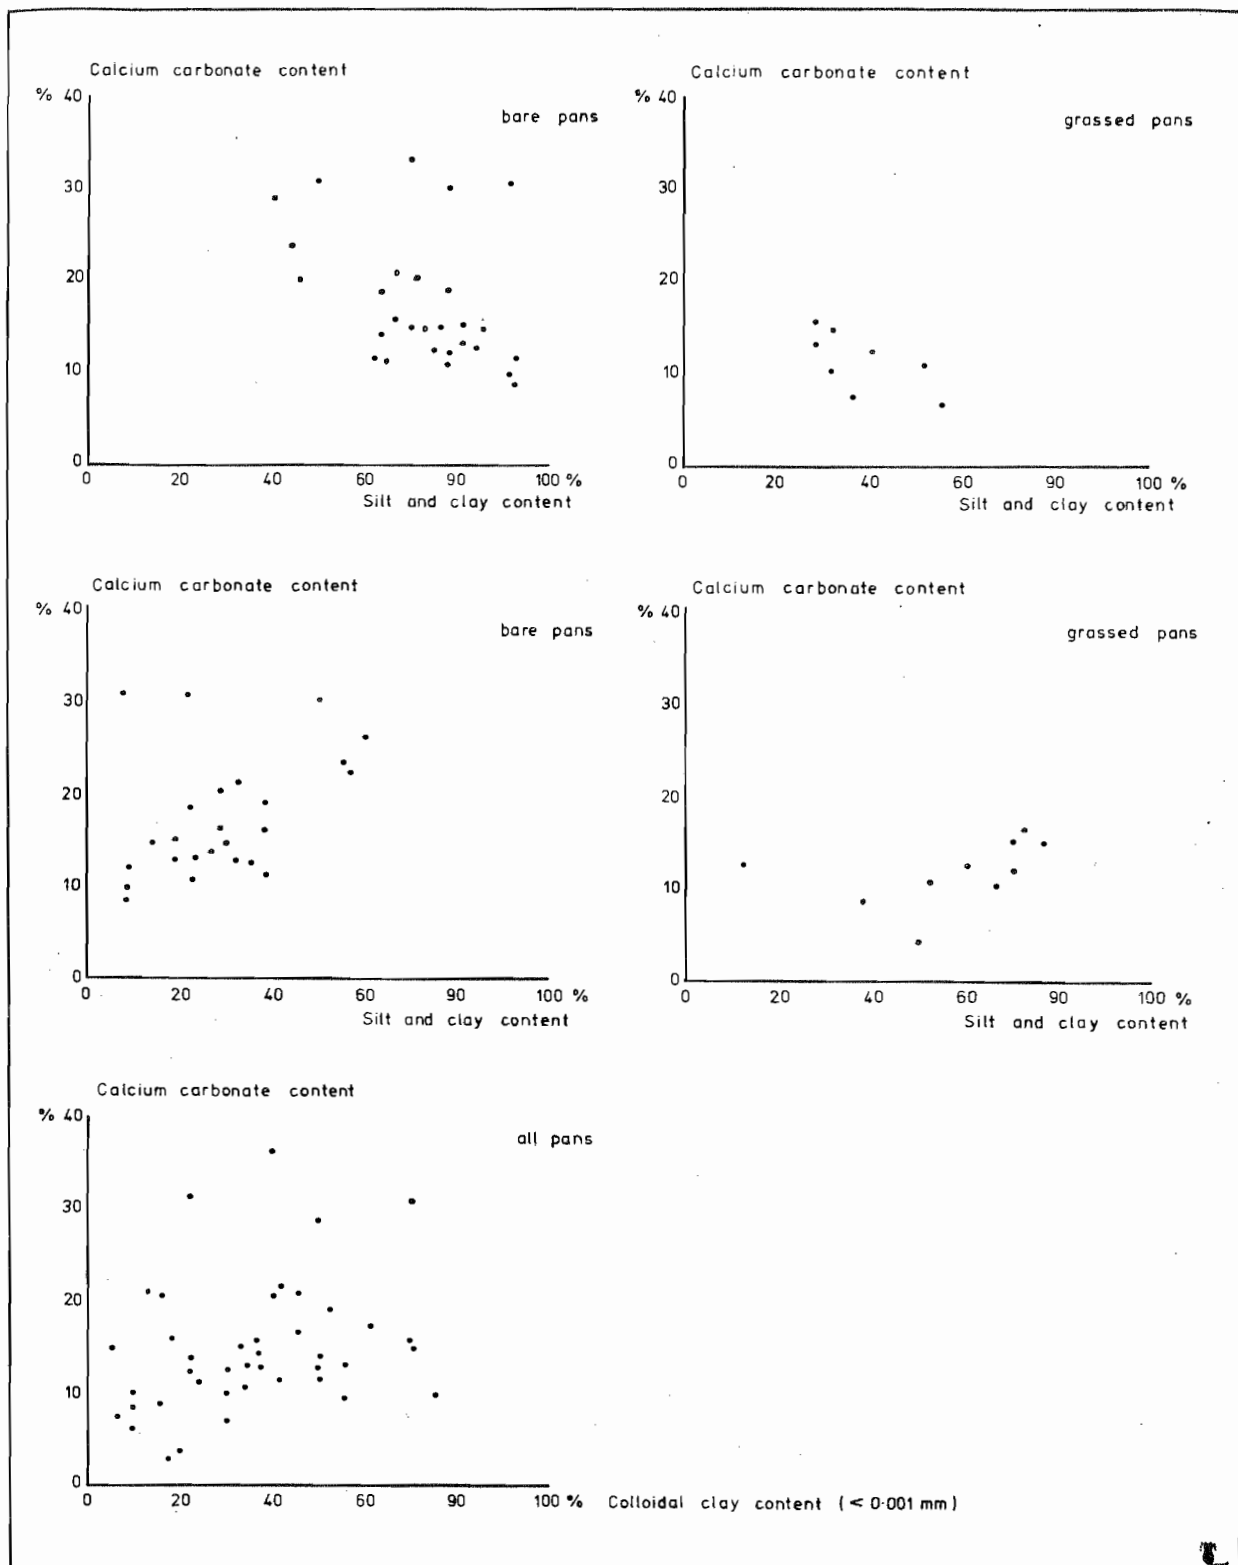 Calcium carbonate content
% 40
bare pans
30
20
10
0
0 20 40 60 90 100 %
Silt and clay content
Calcium carbonate content
% 40
grassed pans
30
20
10
0
0 20 40 60 90 100 %
Silt and clay content
Calcium carbonate content
% 40
bare pans
30
20
10
0
0 20 40 60 90 100 %
Silt and clay content
Calcium carbonate content
% 40
grassed pans
30
20
10
0
0 20 40 60 90 100 %
Silt and clay content
Calcium carbonate content
% 40
all pans
30
20
10
0
0 20 40 60 90 100 % Colloidal clay content (< 0·001 mm)